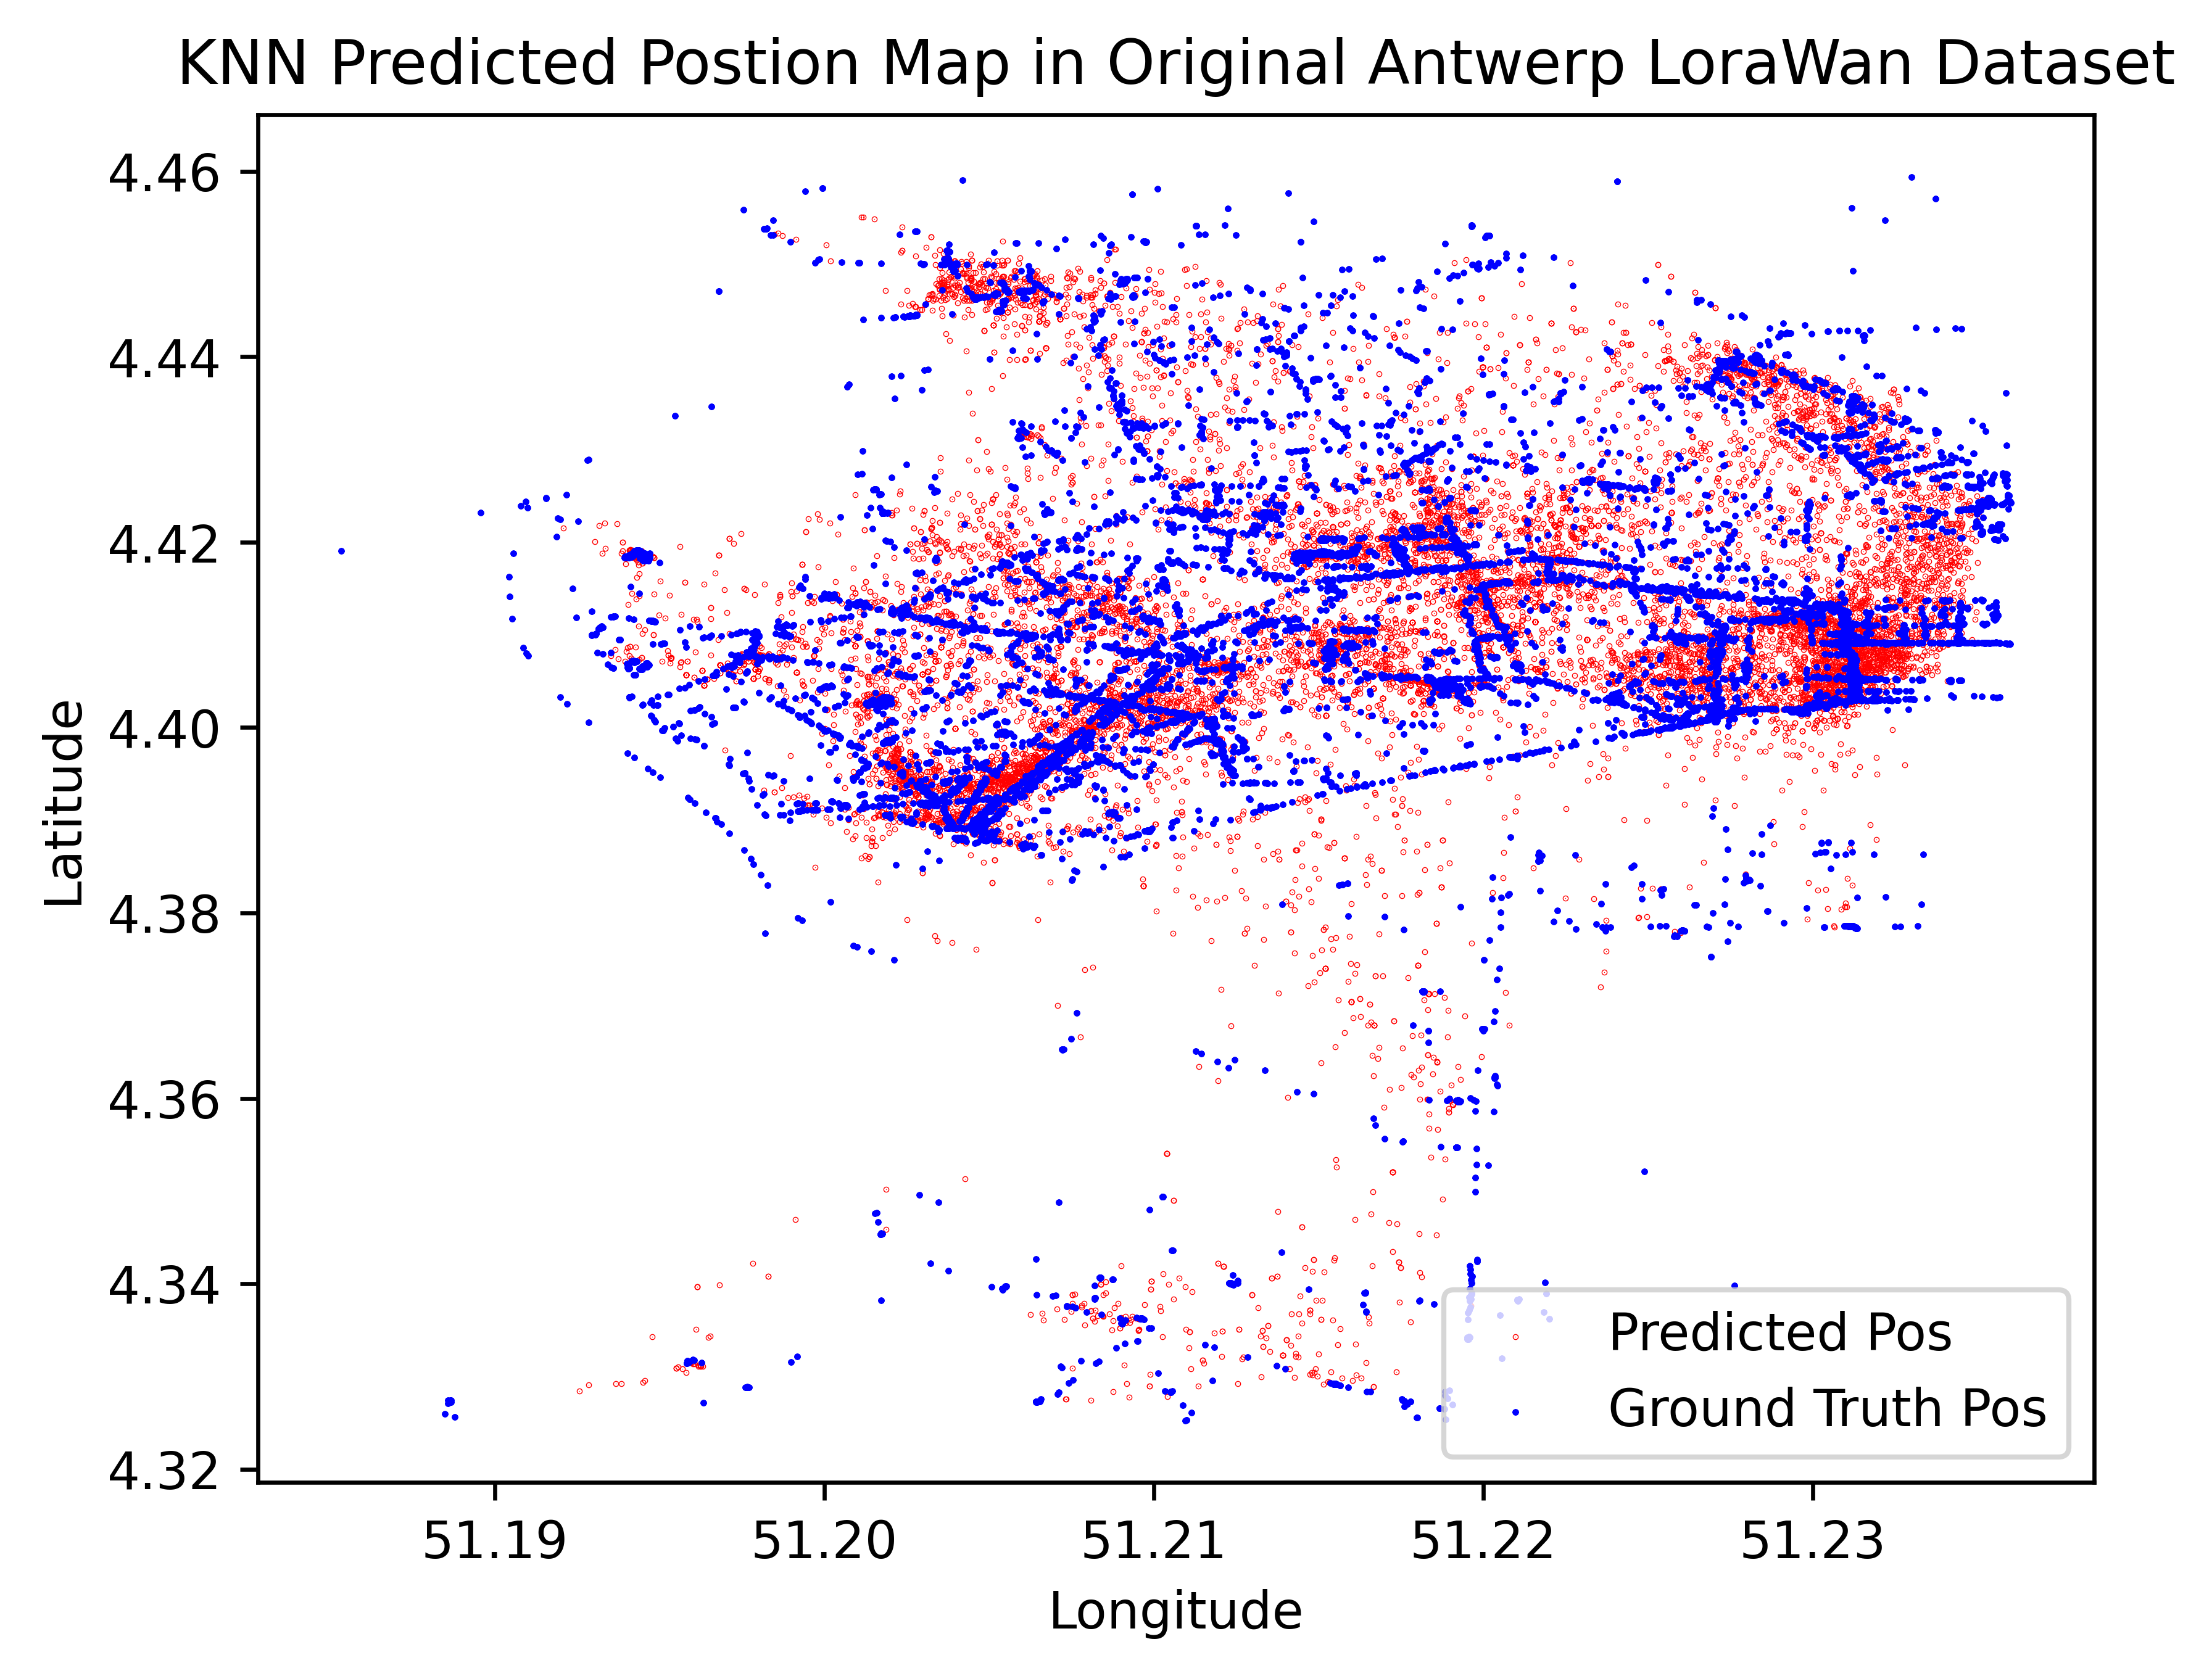 KNN Predicted Postion Map in Original Antwerp LoraWan Dataset
4.46
4.44
4.42
4.40
4.38
4.36
4.34
4.32
Latitude
51.19 51.20 51.21 51.22 51.23
Longitude
Predicted Pos
Ground Truth Pos